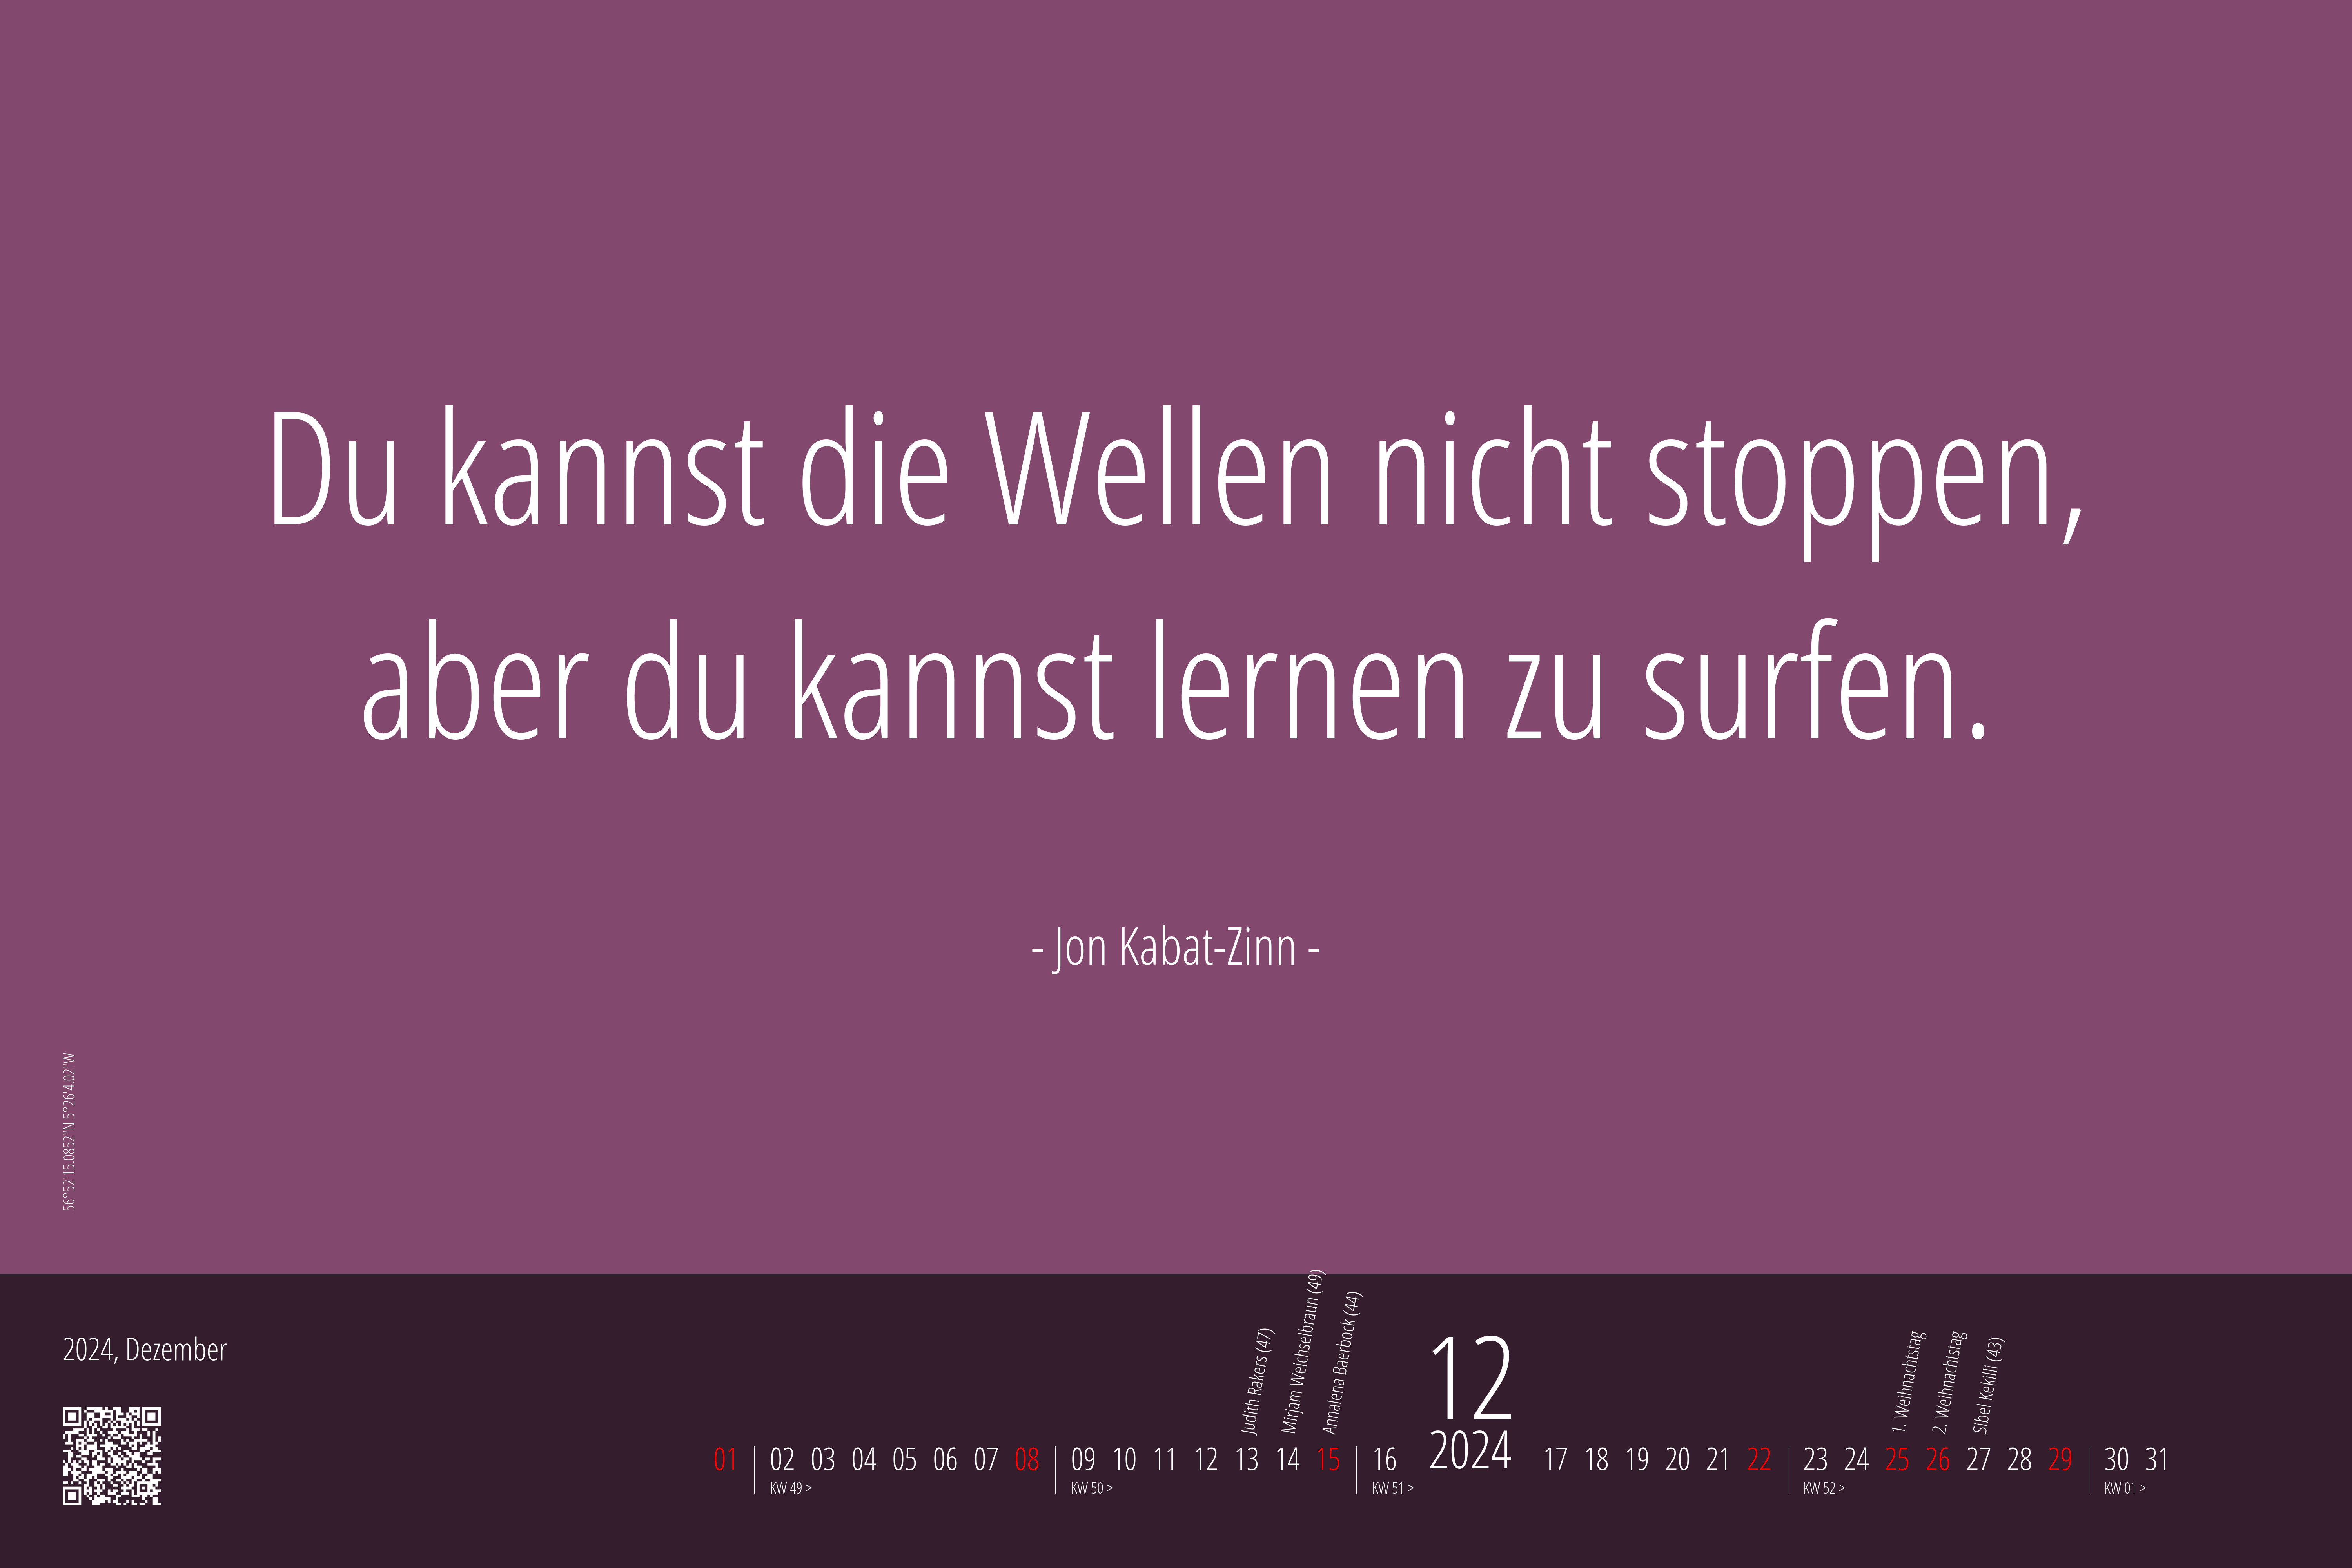 Du kannst die Wellen nicht stoppen,
aber du kannst lernen zu surfen.
- Jon Kabat-Zinn -
56°52'15.0852"N 5°26'4.02"W
2024, Dezember
Judith Rakers (47)
Mirjam Weichselbraun (49)
Annalena Baerbock (44)
1. Weihnachtstag
2. Weihnachtstag
Sibel Kekilli (43)
12
2024
01 02 03 04 05 06 07 08 09 10 11 12 13 14 15 16 17 18 19 20 21 22 23 24 25 26 27 28 29 30 31
KW 49 > KW 50 > KW 51 > KW 52 > KW 01 >